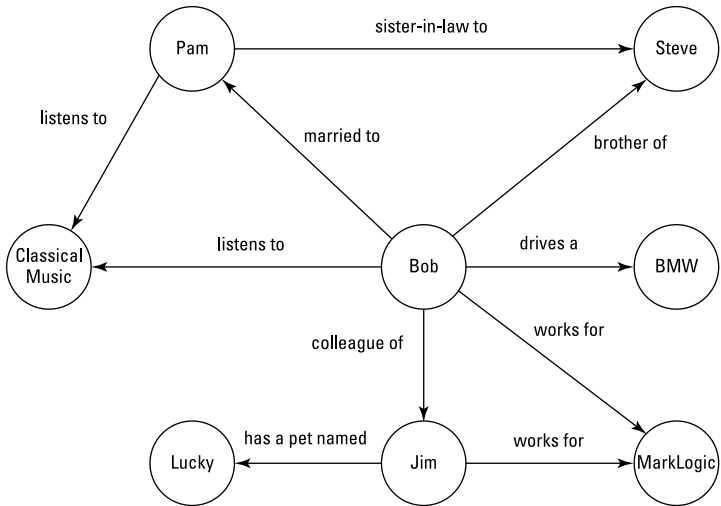 sister-in-law to
Pam
Steve
listens to
married to
brother of
Classical
Music
listens to
Bob
drives a
BMW
colleague of
works for
Lucky
has a pet named
Jim
works for
MarkLogic